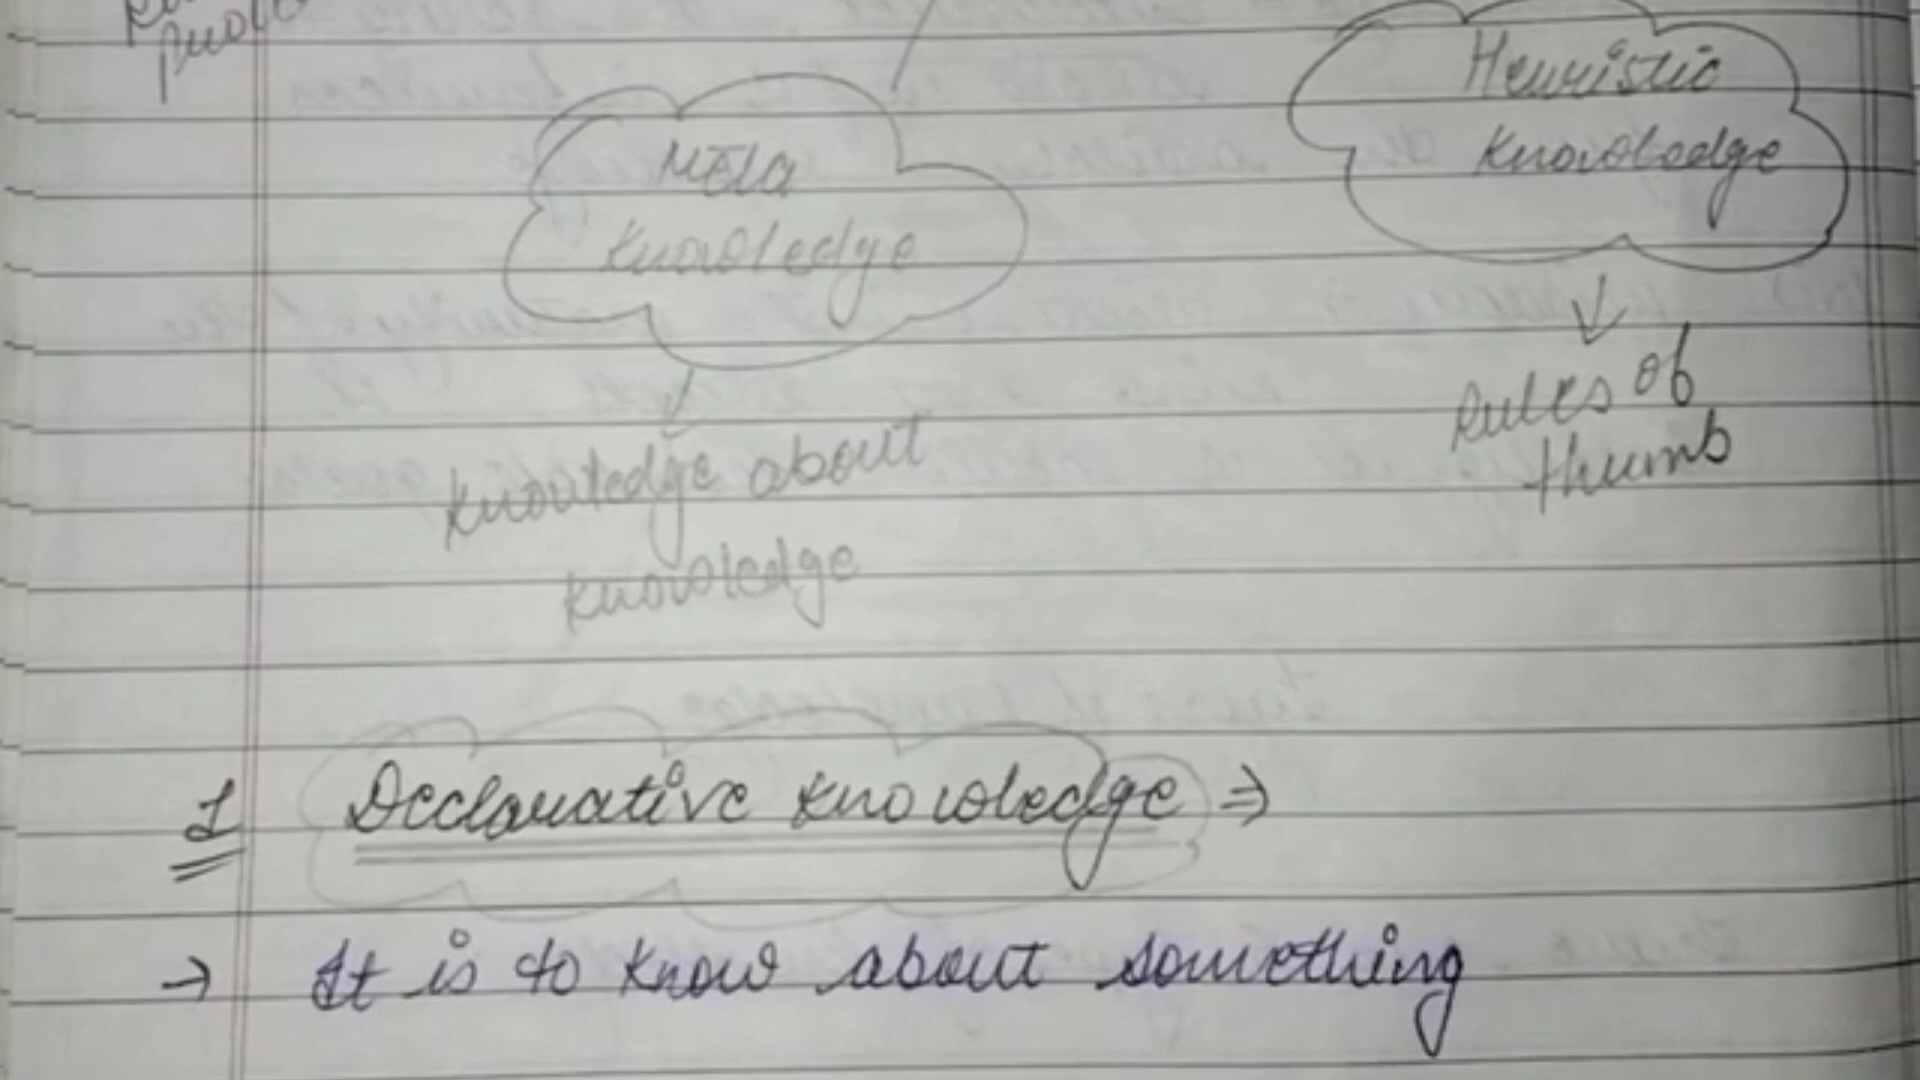 Heuristic
Knowledge
Meta
Knowledge
Rules of
thumb
Knowledge about
knowledge
1 Declarative Knowledge ⇒
→ It is to know about something